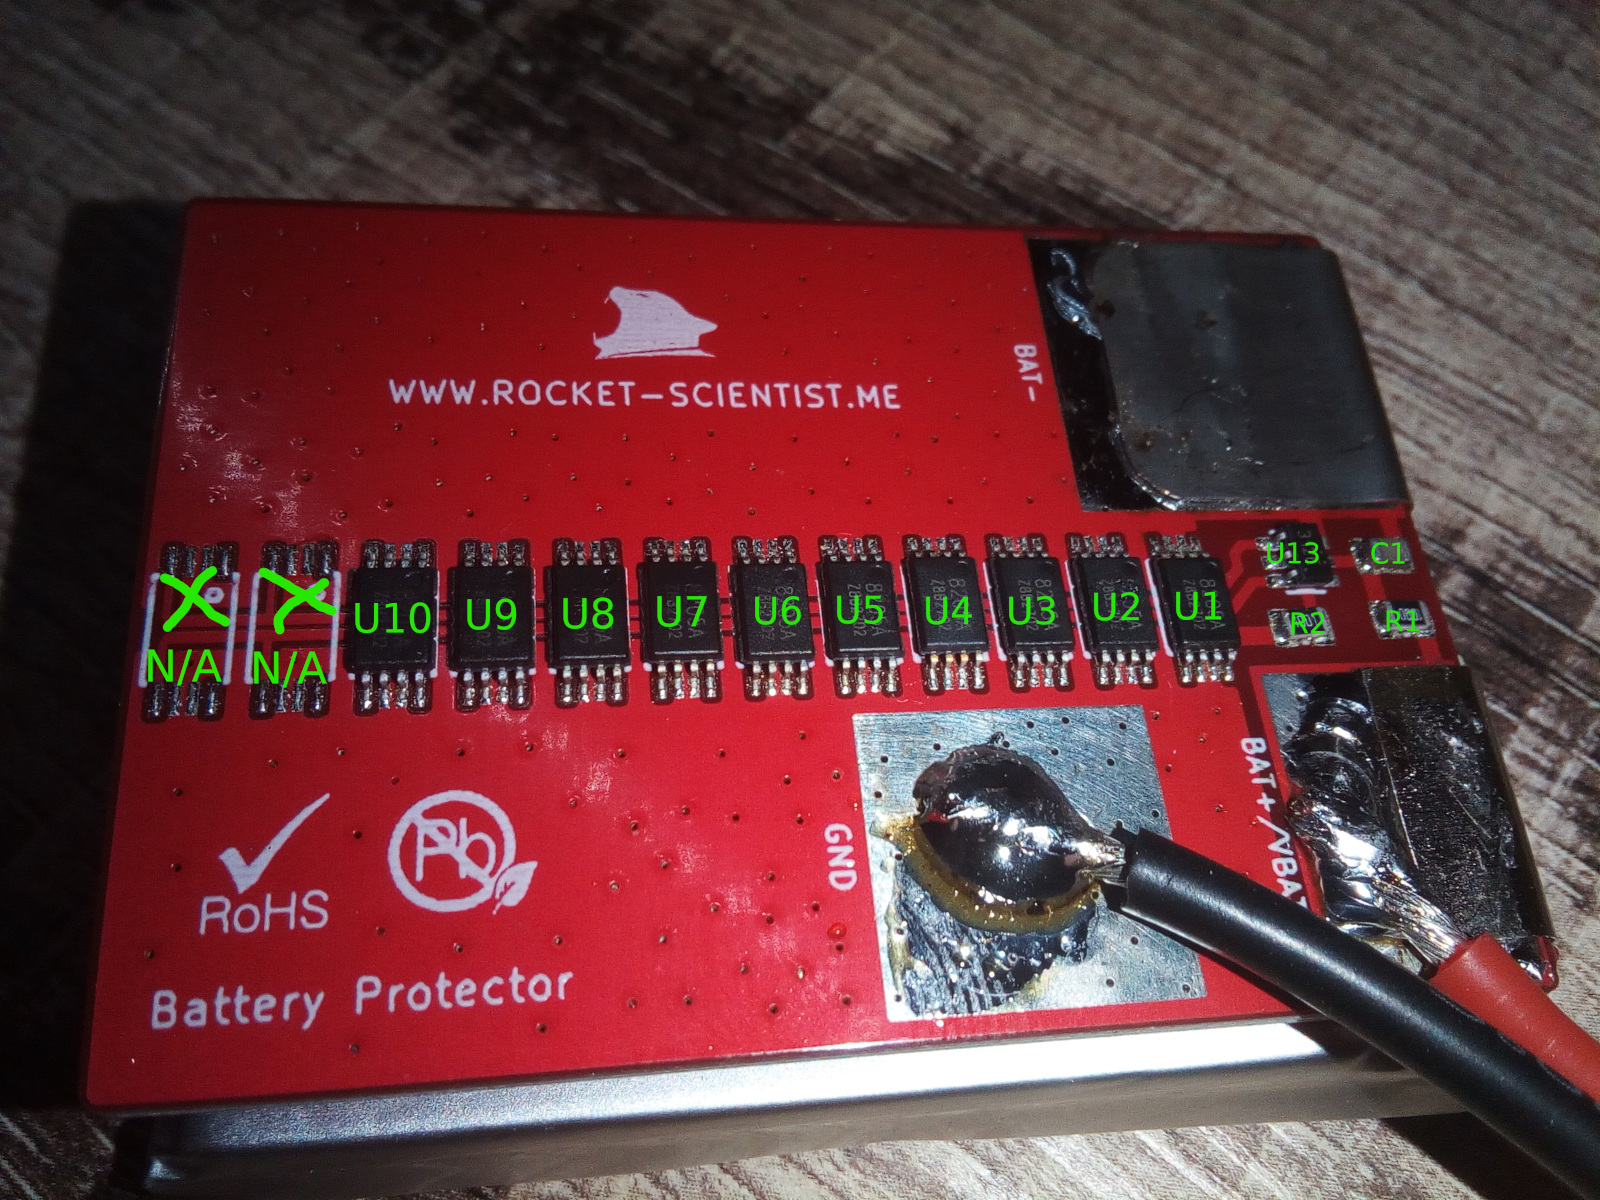 WWW.ROCKET-SCIENTIST.ME
BAT-
U13
C1
U10 U9 U8 U7 U6 U5 U4 U3 U2 U1
R2
R1
N/A
N/A
BAT+/VBAT
GND
Pb
RoHS
Battery Protector